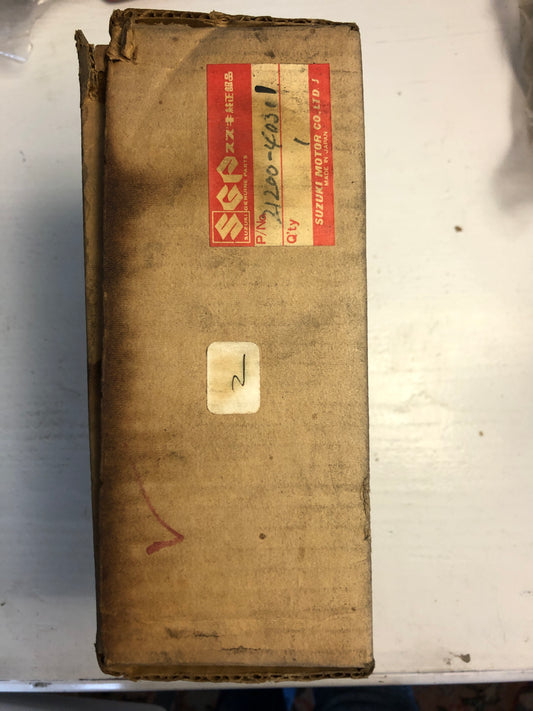 SGP スズキ純正部品
SUZUKI GENUINE PARTS
P/No. 21200-40301
Q'ty 1
SUZUKI MOTOR CO.,LTD.
MADE IN JAPAN
2